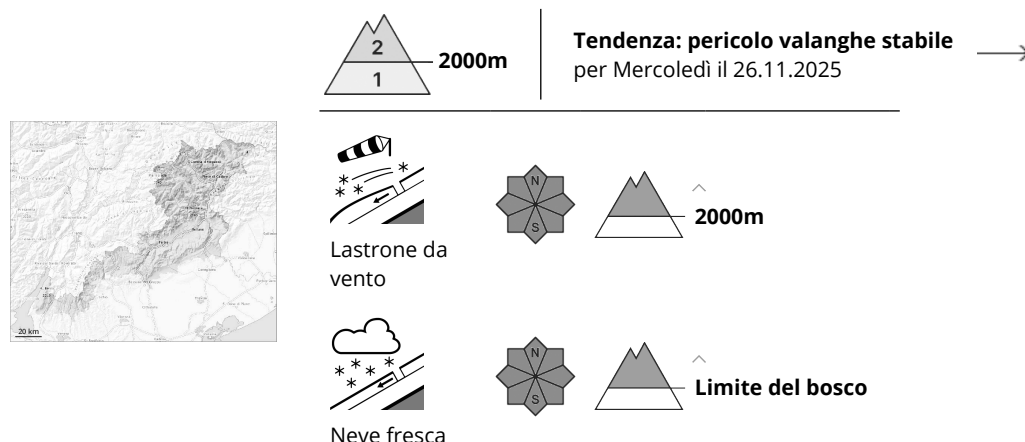 2
1
2000m
Tendenza: pericolo valanghe stabile
per Mercoledì il 26.11.2025
20 km
N
S
2000m
Lastrone da
vento
N
S
Limite del bosco
Neve fresca